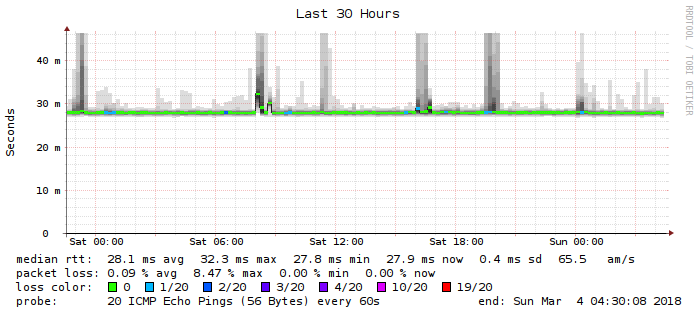 Last 30 Hours
RRDTOOL / TOBI OETIKER
Seconds
40 m
30 m
20 m
10 m
0
Sat 00:00 Sat 06:00 Sat 12:00 Sat 18:00 Sun 00:00
median rtt: 28.1 ms avg 32.3 ms max 27.8 ms min 27.9 ms now 0.4 ms sd 65.5 am/s
packet loss: 0.09 % avg 8.47 % max 0.00 % min 0.00 % now
loss color: 0 1/20 2/20 3/20 4/20 10/20 19/20
probe: 20 ICMP Echo Pings (56 Bytes) every 60s end: Sun Mar 4 04:30:08 2018